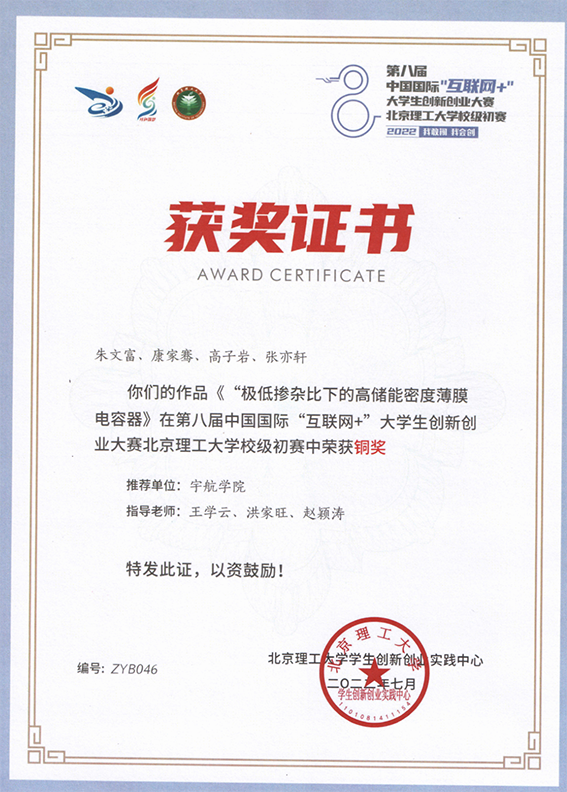 第八届
中国国际“互联网+”
大学生创新创业大赛
北京理工大学校级初赛
2022 我敢闯 我会创
获奖证书
AWARD CERTIFICATE
朱文富、康家骞、高子岩、张亦轩
你们的作品《“极低掺杂比下的高储能密度薄膜
电容器》在第八届中国国际“互联网+”大学生创新创
业大赛北京理工大学校级初赛中荣获铜奖
推荐单位：宇航学院
指导老师：王学云、洪家旺、赵颖涛
特发此证，以资鼓励！
北京理工大学学生创新创业实践中心
二〇二二年七月
编号：ZYB046
北京理工大学
学生创新创业实践中心
1101081411154